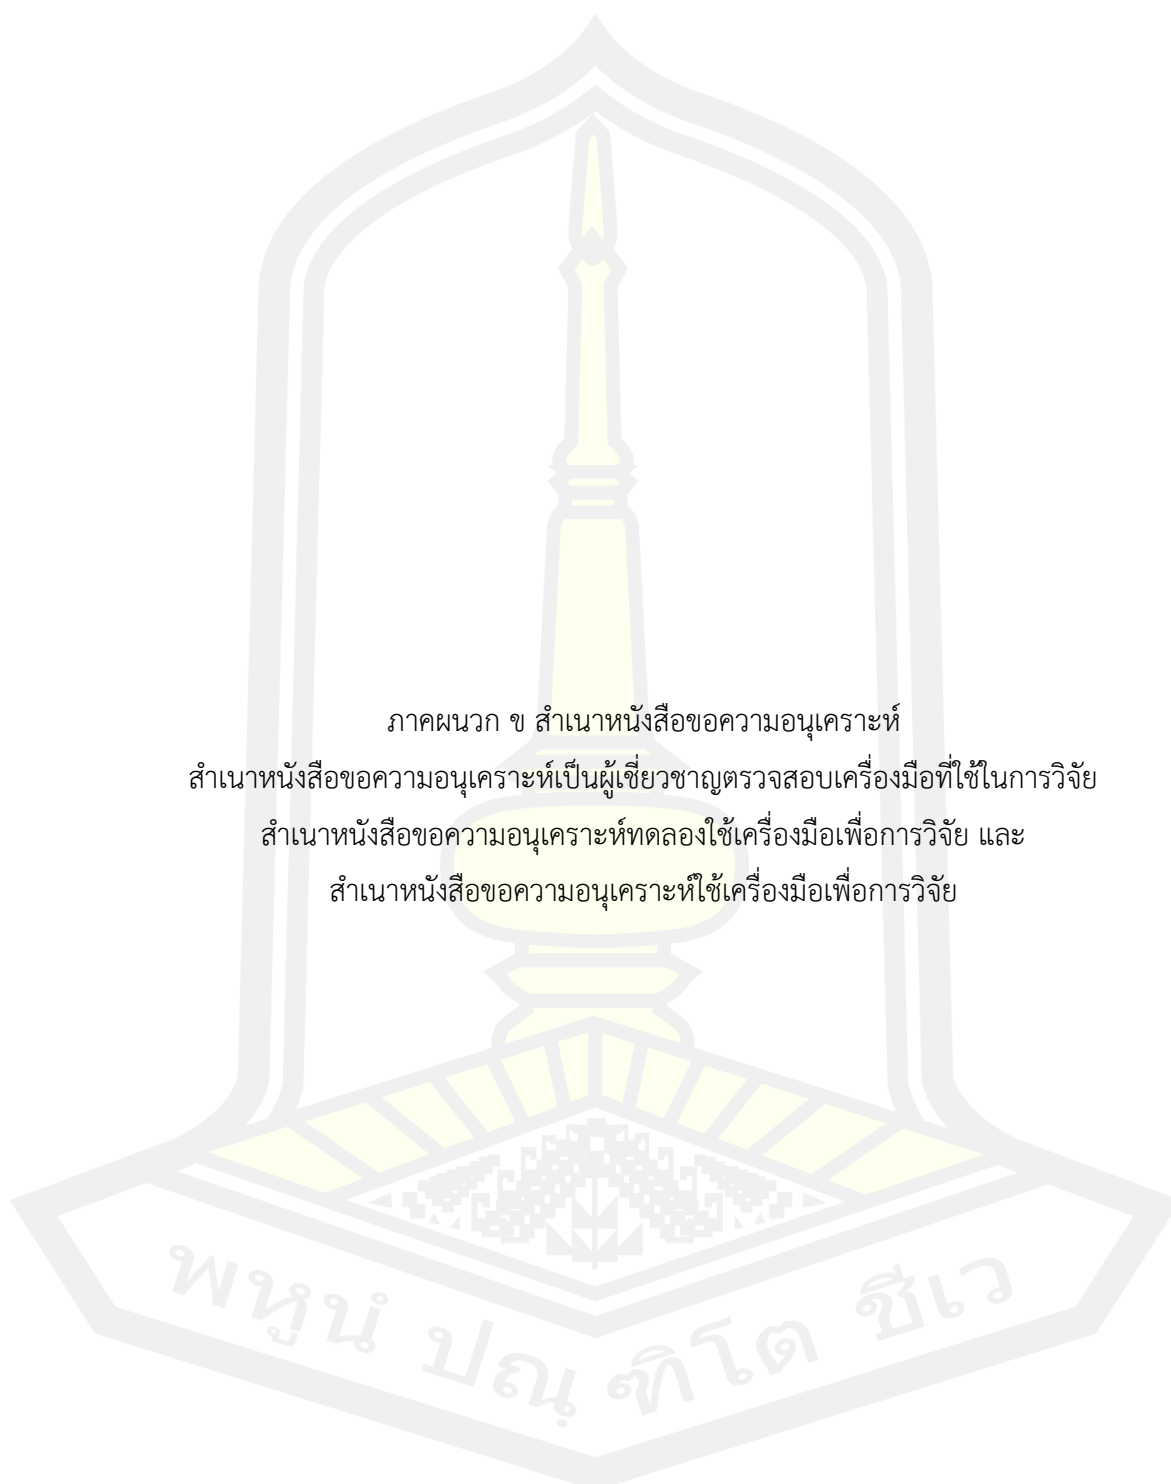 ภาคผนวก ข สำเนาหนังสือขอความอนุเคราะห์
สำเนาหนังสือขอความอนุเคราะห์เป็นผู้เชี่ยวชาญตรวจสอบเครื่องมือที่ใช้ในการวิจัย
สำเนาหนังสือขอความอนุเคราะห์ทดลองใช้เครื่องมือเพื่อการวิจัย และ
สำเนาหนังสือขอความอนุเคราะห์ใช้เครื่องมือเพื่อการวิจัย
พหูนํ ปณฺ ฑิโต ชีเว